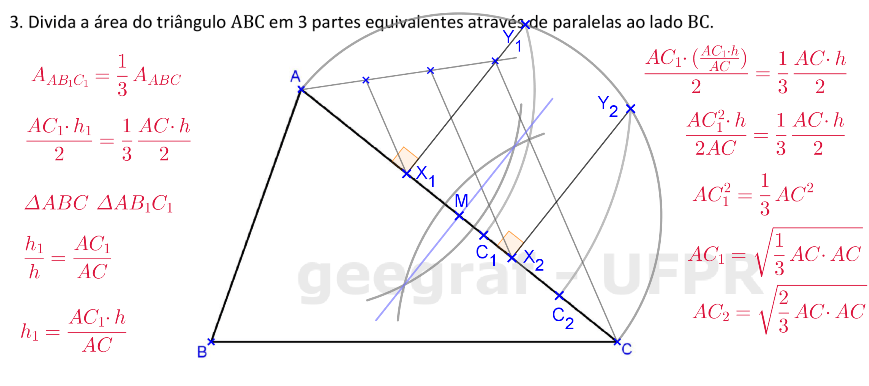 3. Divida a área do triângulo ABC em 3 partes equivalentes através de paralelas ao lado BC.
A_{AB_1C_1} = \frac{1}{3} A_{ABC}
\frac{AC_1 \cdot h_1}{2} = \frac{1}{3} \frac{AC \cdot h}{2}
ΔABC ΔAB_1C_1
\frac{h_1}{h} = \frac{AC_1}{AC}
h_1 = \frac{AC_1 \cdot h}{AC}
A
Y_1
Y_2
X_1
M
C_1
X_2
C_2
B
C
geegraf - UFPR
\frac{AC_1 \cdot (\frac{AC_1 \cdot h}{AC})}{2} = \frac{1}{3} \frac{AC \cdot h}{2}
\frac{AC_1^2 \cdot h}{2AC} = \frac{1}{3} \frac{AC \cdot h}{2}
AC_1^2 = \frac{1}{3} AC^2
AC_1 = \sqrt{\frac{1}{3} AC \cdot AC}
AC_2 = \sqrt{\frac{2}{3} AC \cdot AC}